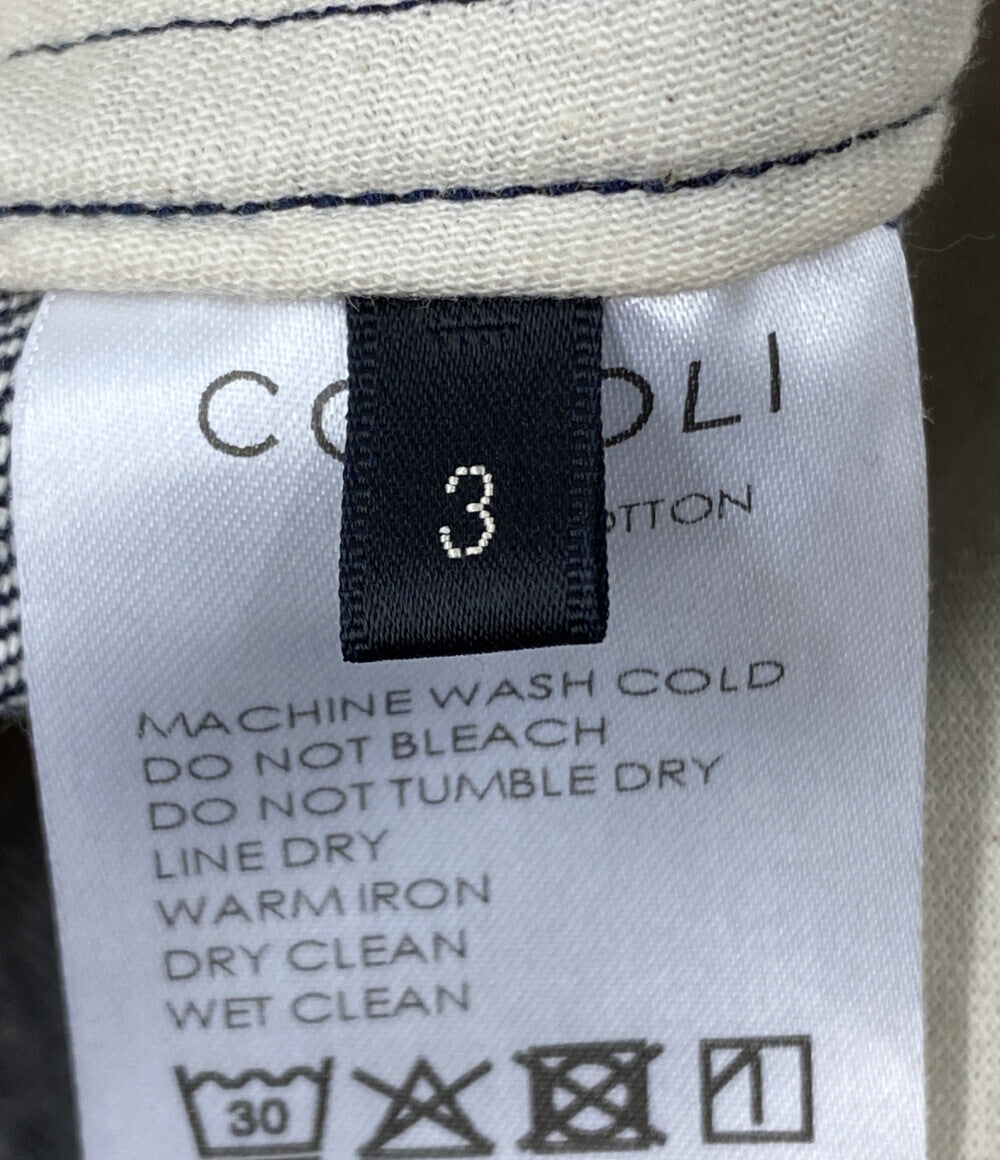 3
MACHINE WASH COLD
DO NOT BLEACH
DO NOT TUMBLE DRY
LINE DRY
WARM IRON
DRY CLEAN
WET CLEAN
30